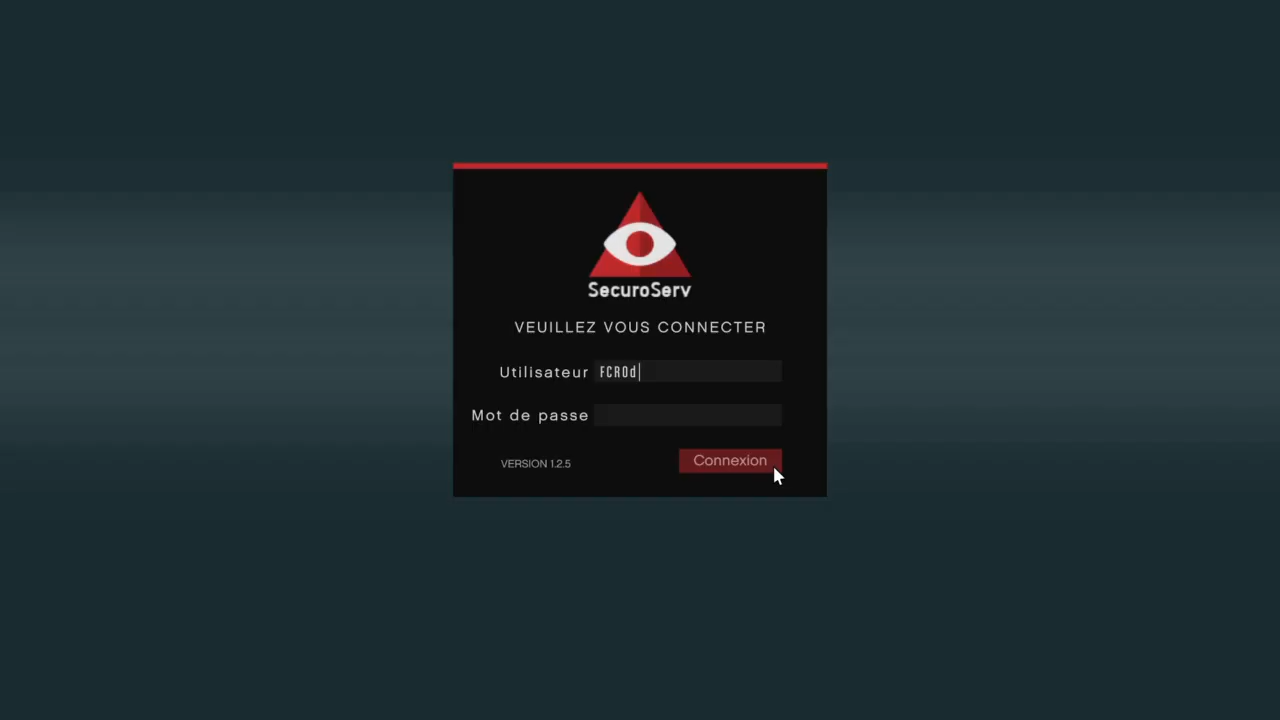 SecuroServ
VEUILLEZ VOUS CONNECTER
Utilisateur FCR0d
Mot de passe
VERSION 1.2.5 Connexion